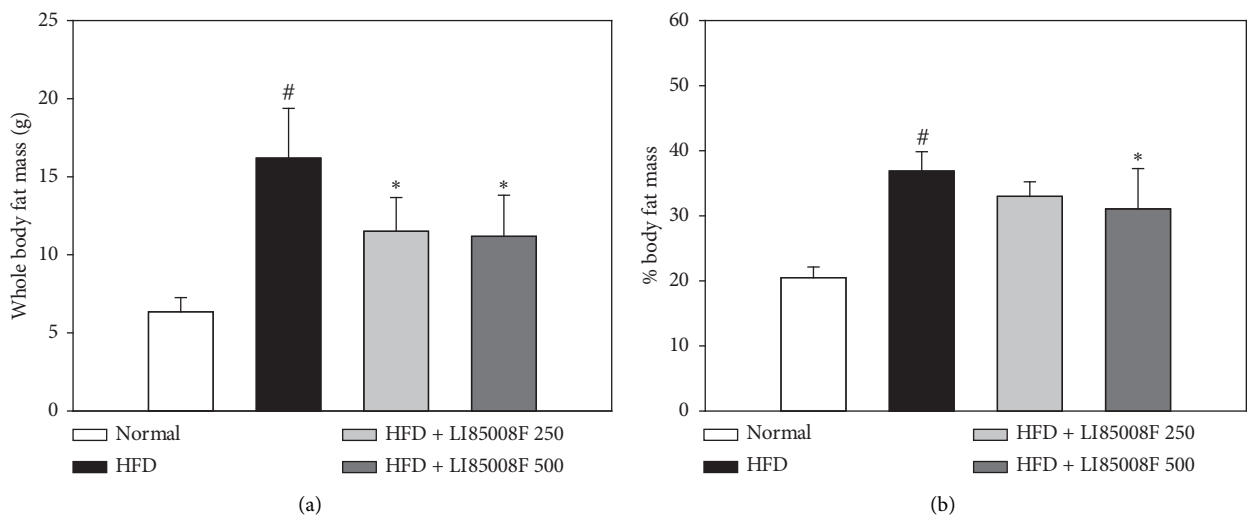 25
20
15
10
5
0
Whole body fat mass (g)
#
*
*
Normal
HFD
HFD + LI85008F 250
HFD + LI85008F 500
(a)
60
50
40
30
20
10
0
% body fat mass
#
*
Normal
HFD
HFD + LI85008F 250
HFD + LI85008F 500
(b)